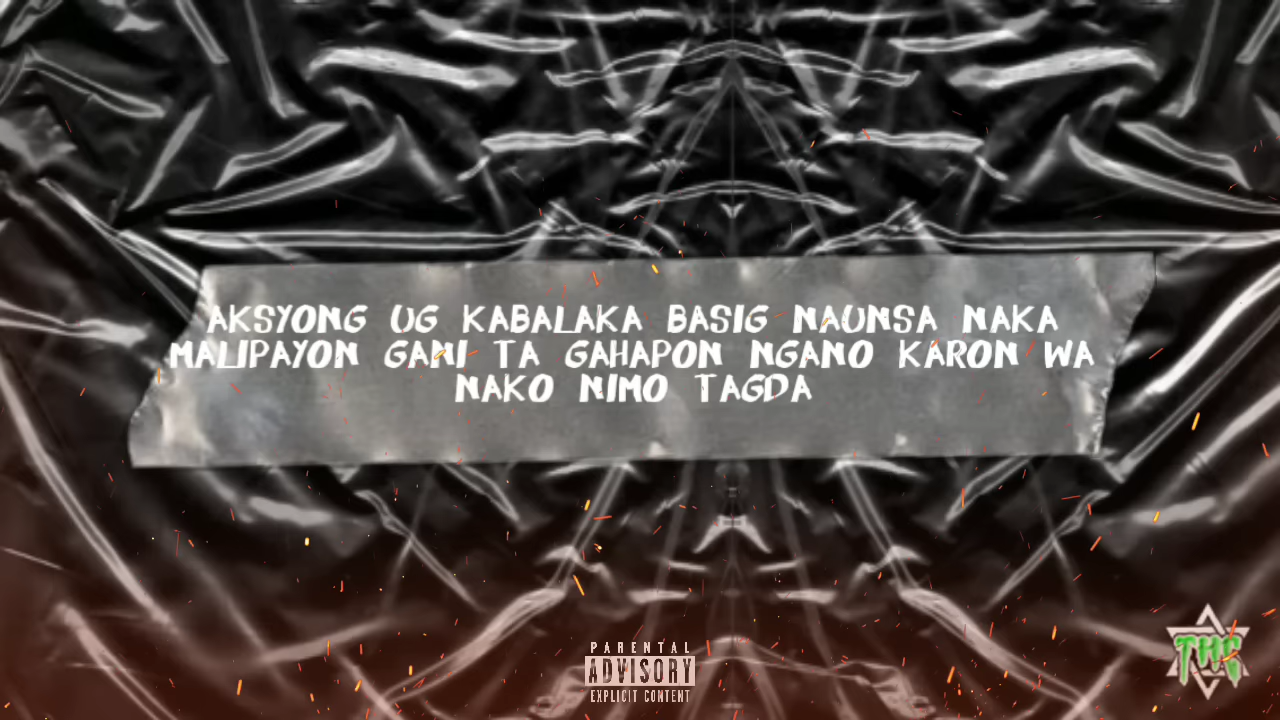 AKSYONG UG KABALAKA BASIG NAUNSA NAKA
MALIPAYON GANI TA GAHAPON NGANO KARON WA
NAKO NIMO TAGDA
PARENTAL
ADVISORY
EXPLICIT CONTENT
THC